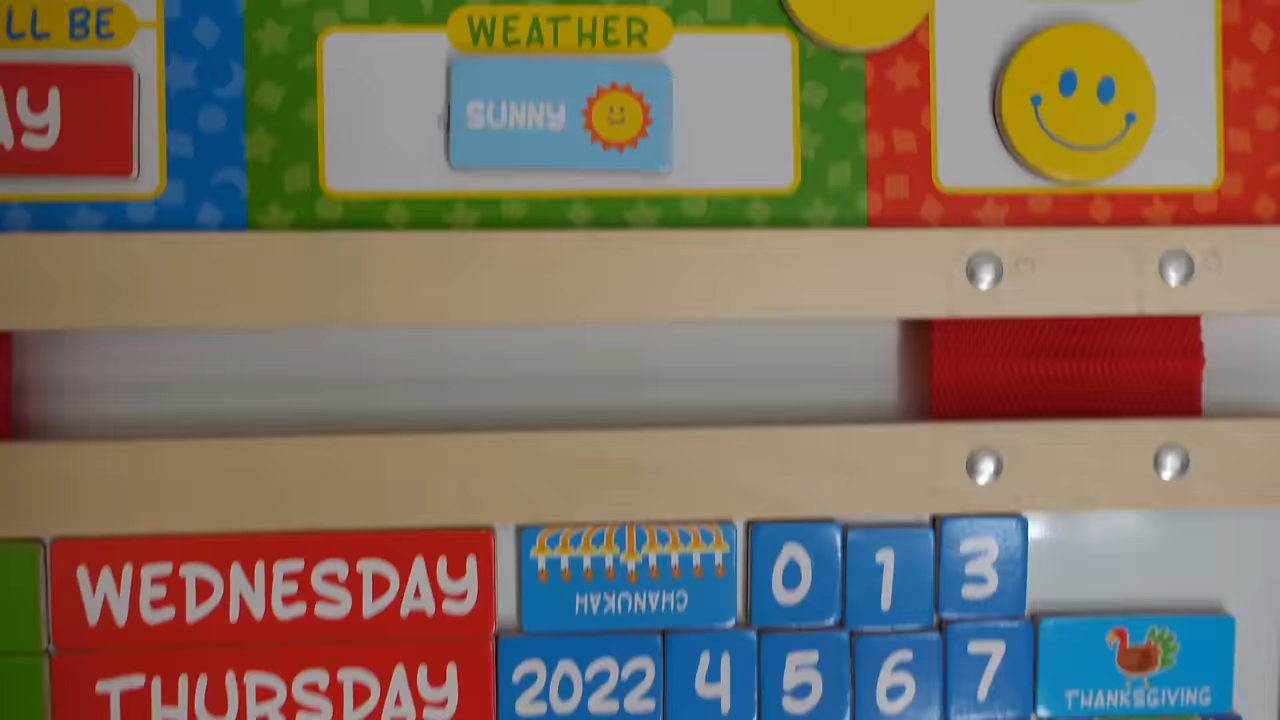 LL BE
WEATHER
AY
SUNNY
WEDNESDAY
CHANUKAH
0 1 3
THURSDAY
2022 4 5 6 7
THANKSGIVING